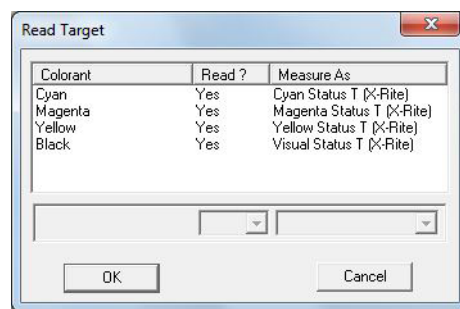 Read Target
Colorant Read ? Measure As
Cyan Yes Cyan Status T (X-Rite)
Magenta Yes Magenta Status T (X-Rite)
Yellow Yes Yellow Status T (X-Rite)
Black Yes Visual Status T (X-Rite)
OK Cancel